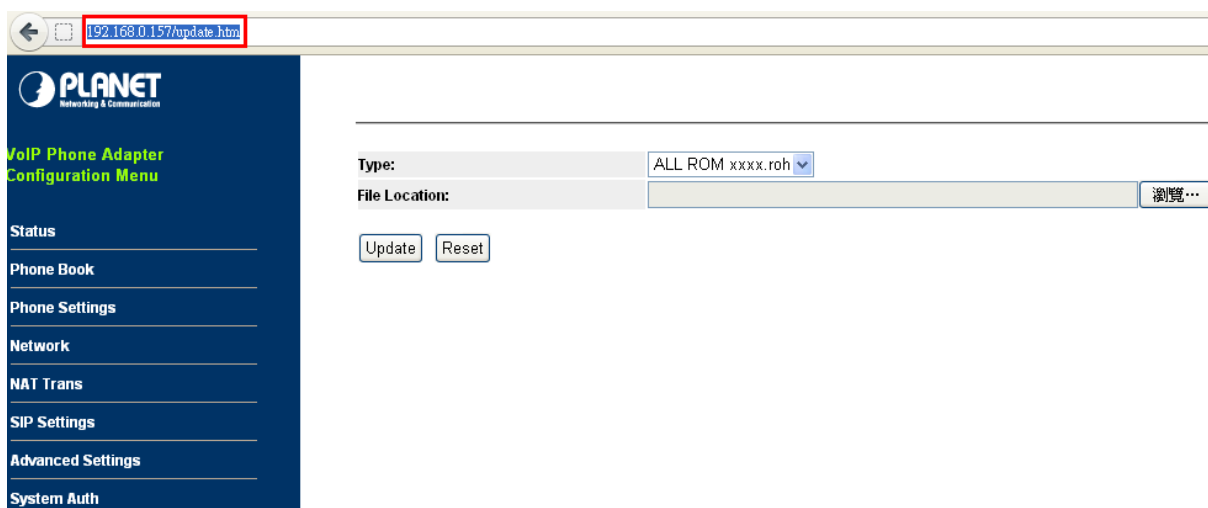 192.168.0.157/update.htm
PLANET
Networking & Communication
VoIP Phone Adapter
Configuration Menu
Status
Phone Book
Phone Settings
Network
NAT Trans
SIP Settings
Advanced Settings
System Auth
Type: ALL ROM xxxx.roh
File Location: 瀏覽…
Update Reset